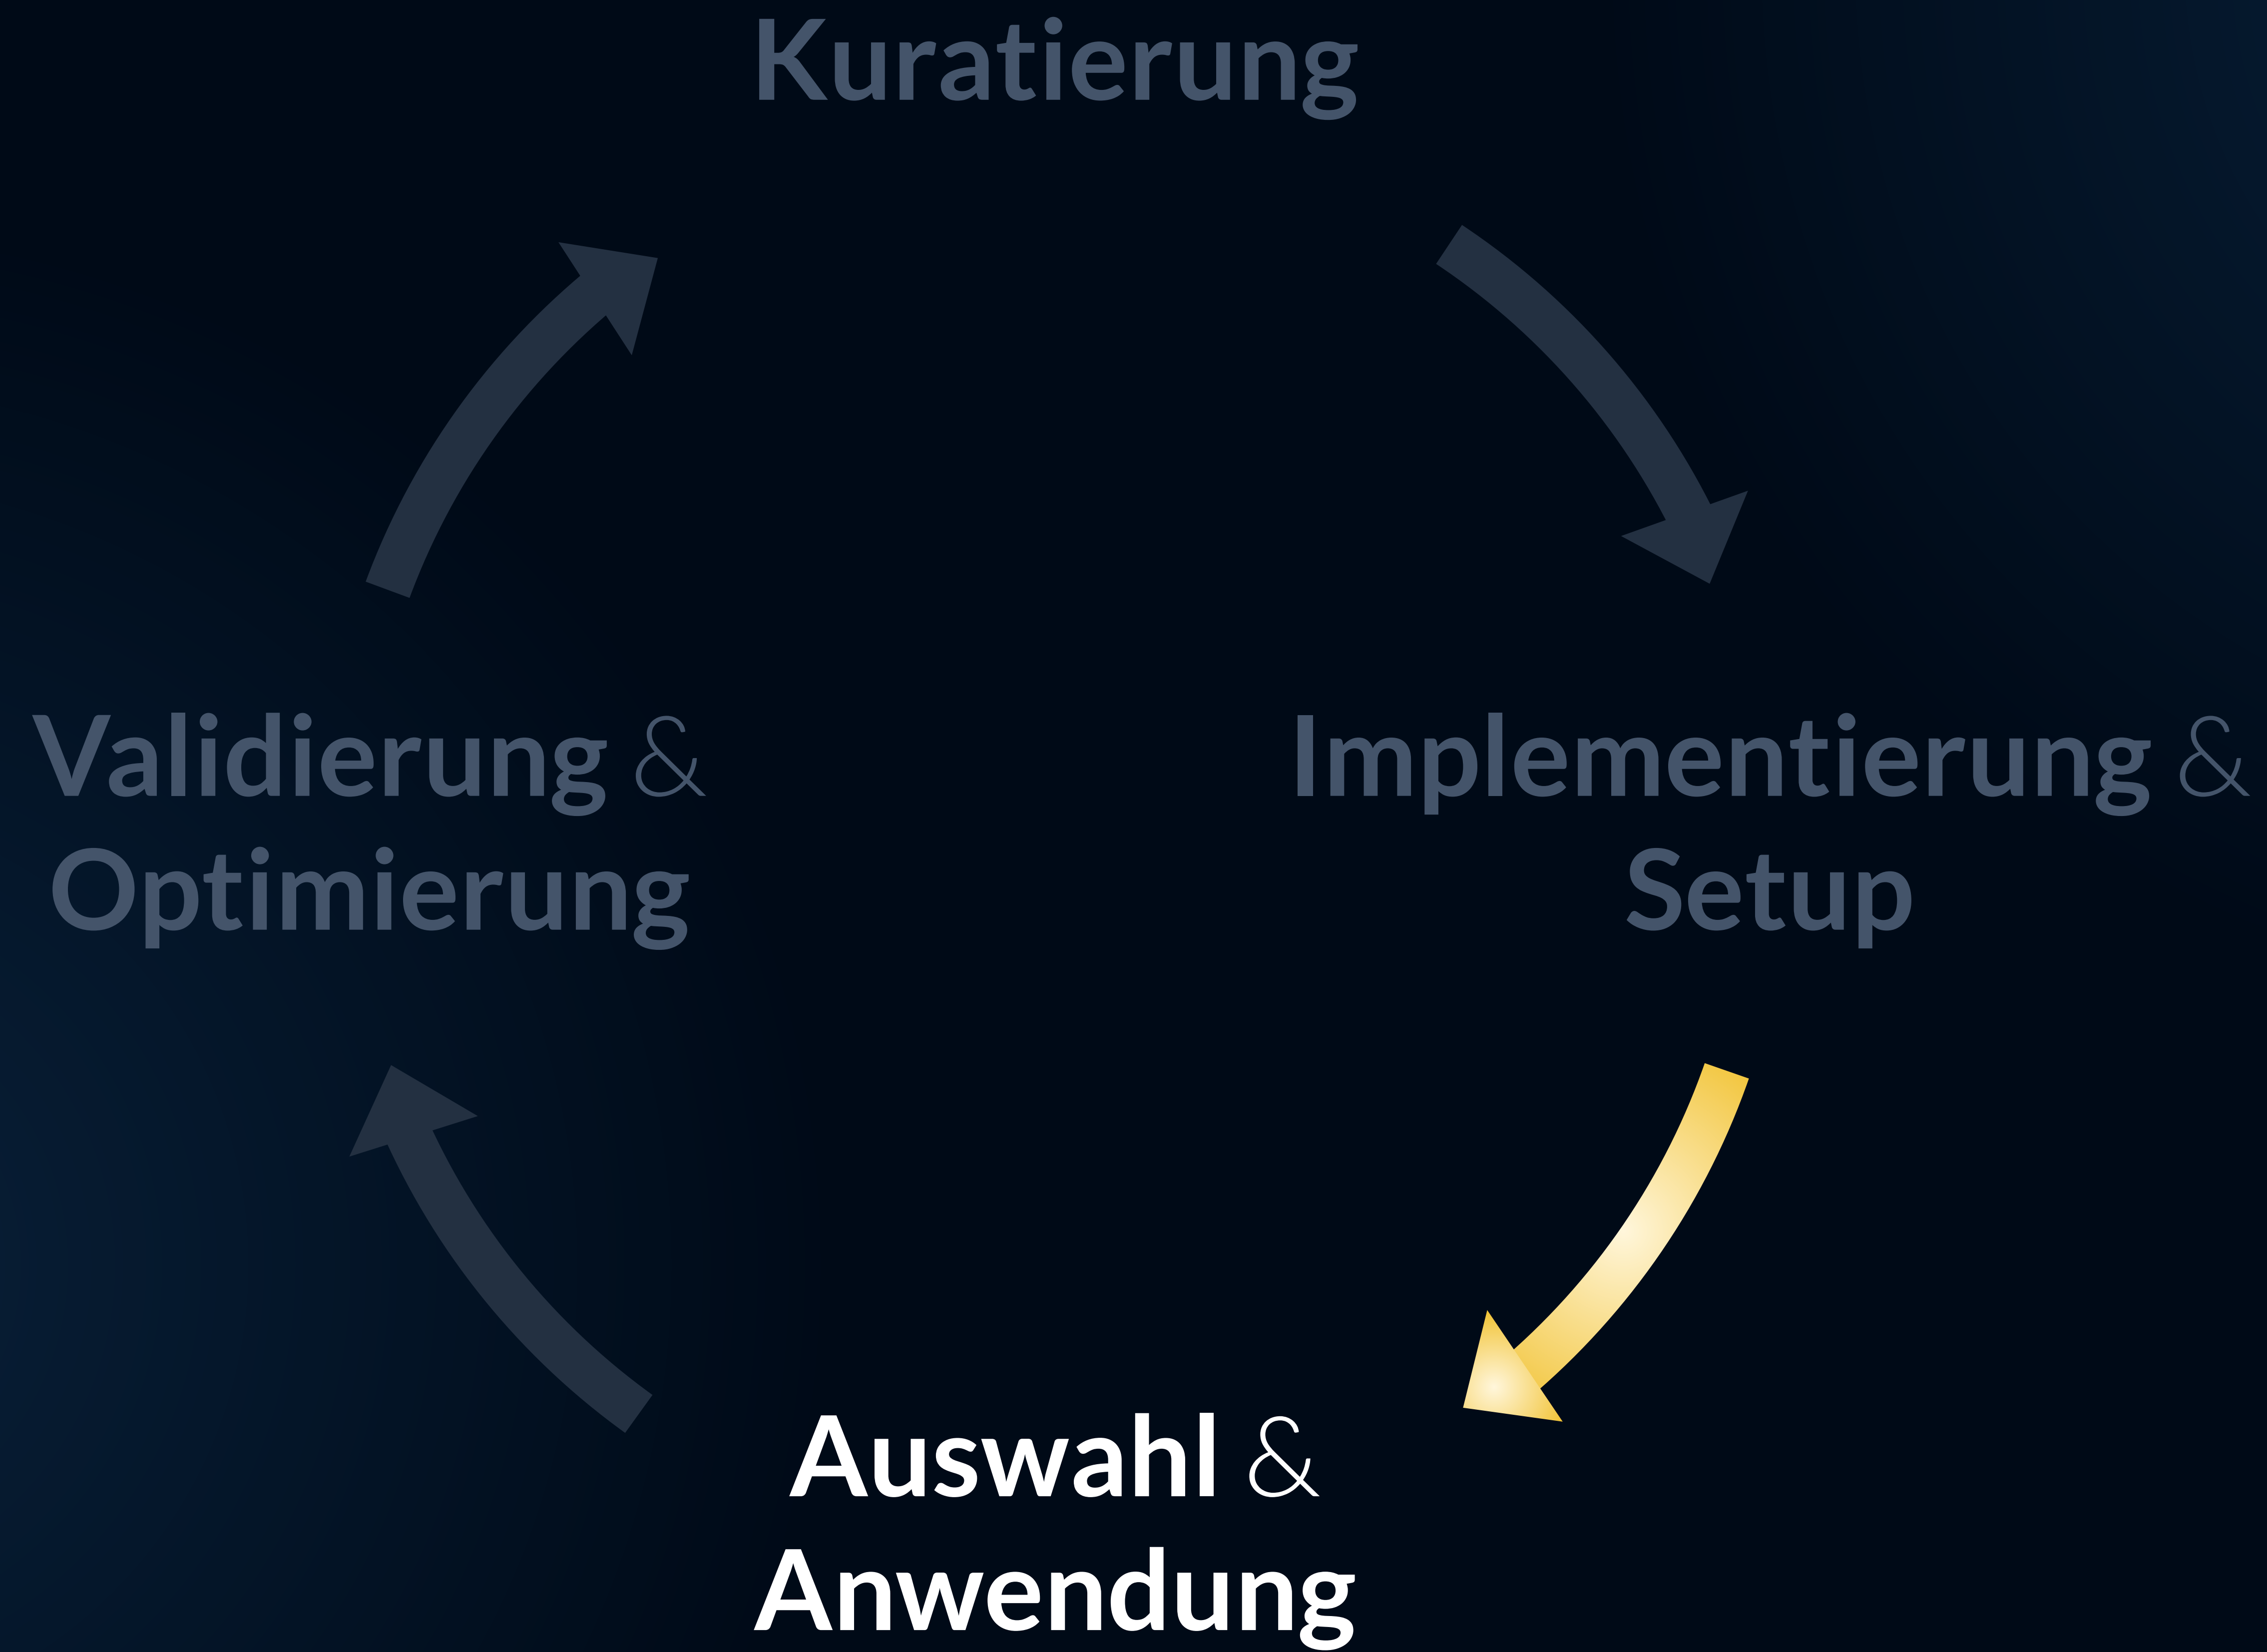 Kuratierung
Validierung &
Optimierung
Implementierung &
Setup
Auswahl &
Anwendung